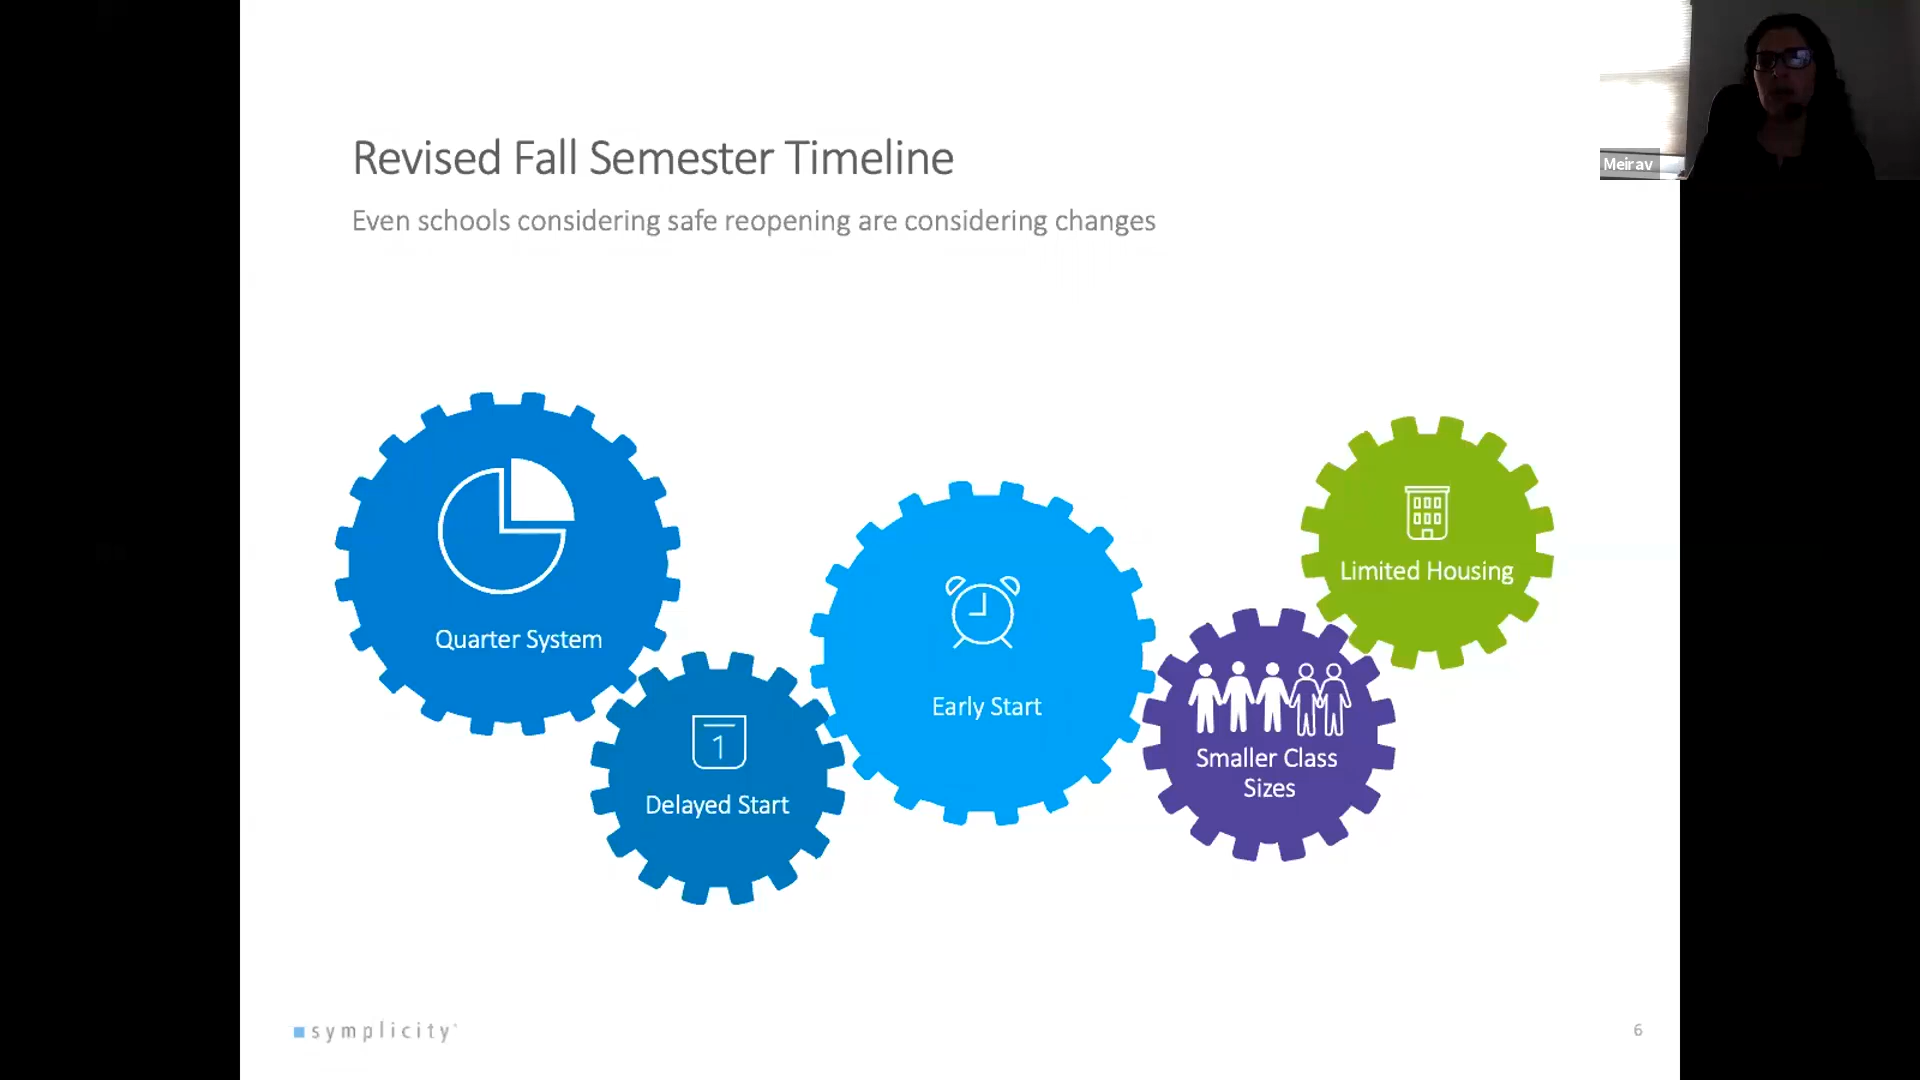 Revised Fall Semester Timeline
Even schools considering safe reopening are considering changes
Meirav
Quarter System
Delayed Start
1
Early Start
Smaller Class
Sizes
Limited Housing
symplicity
6